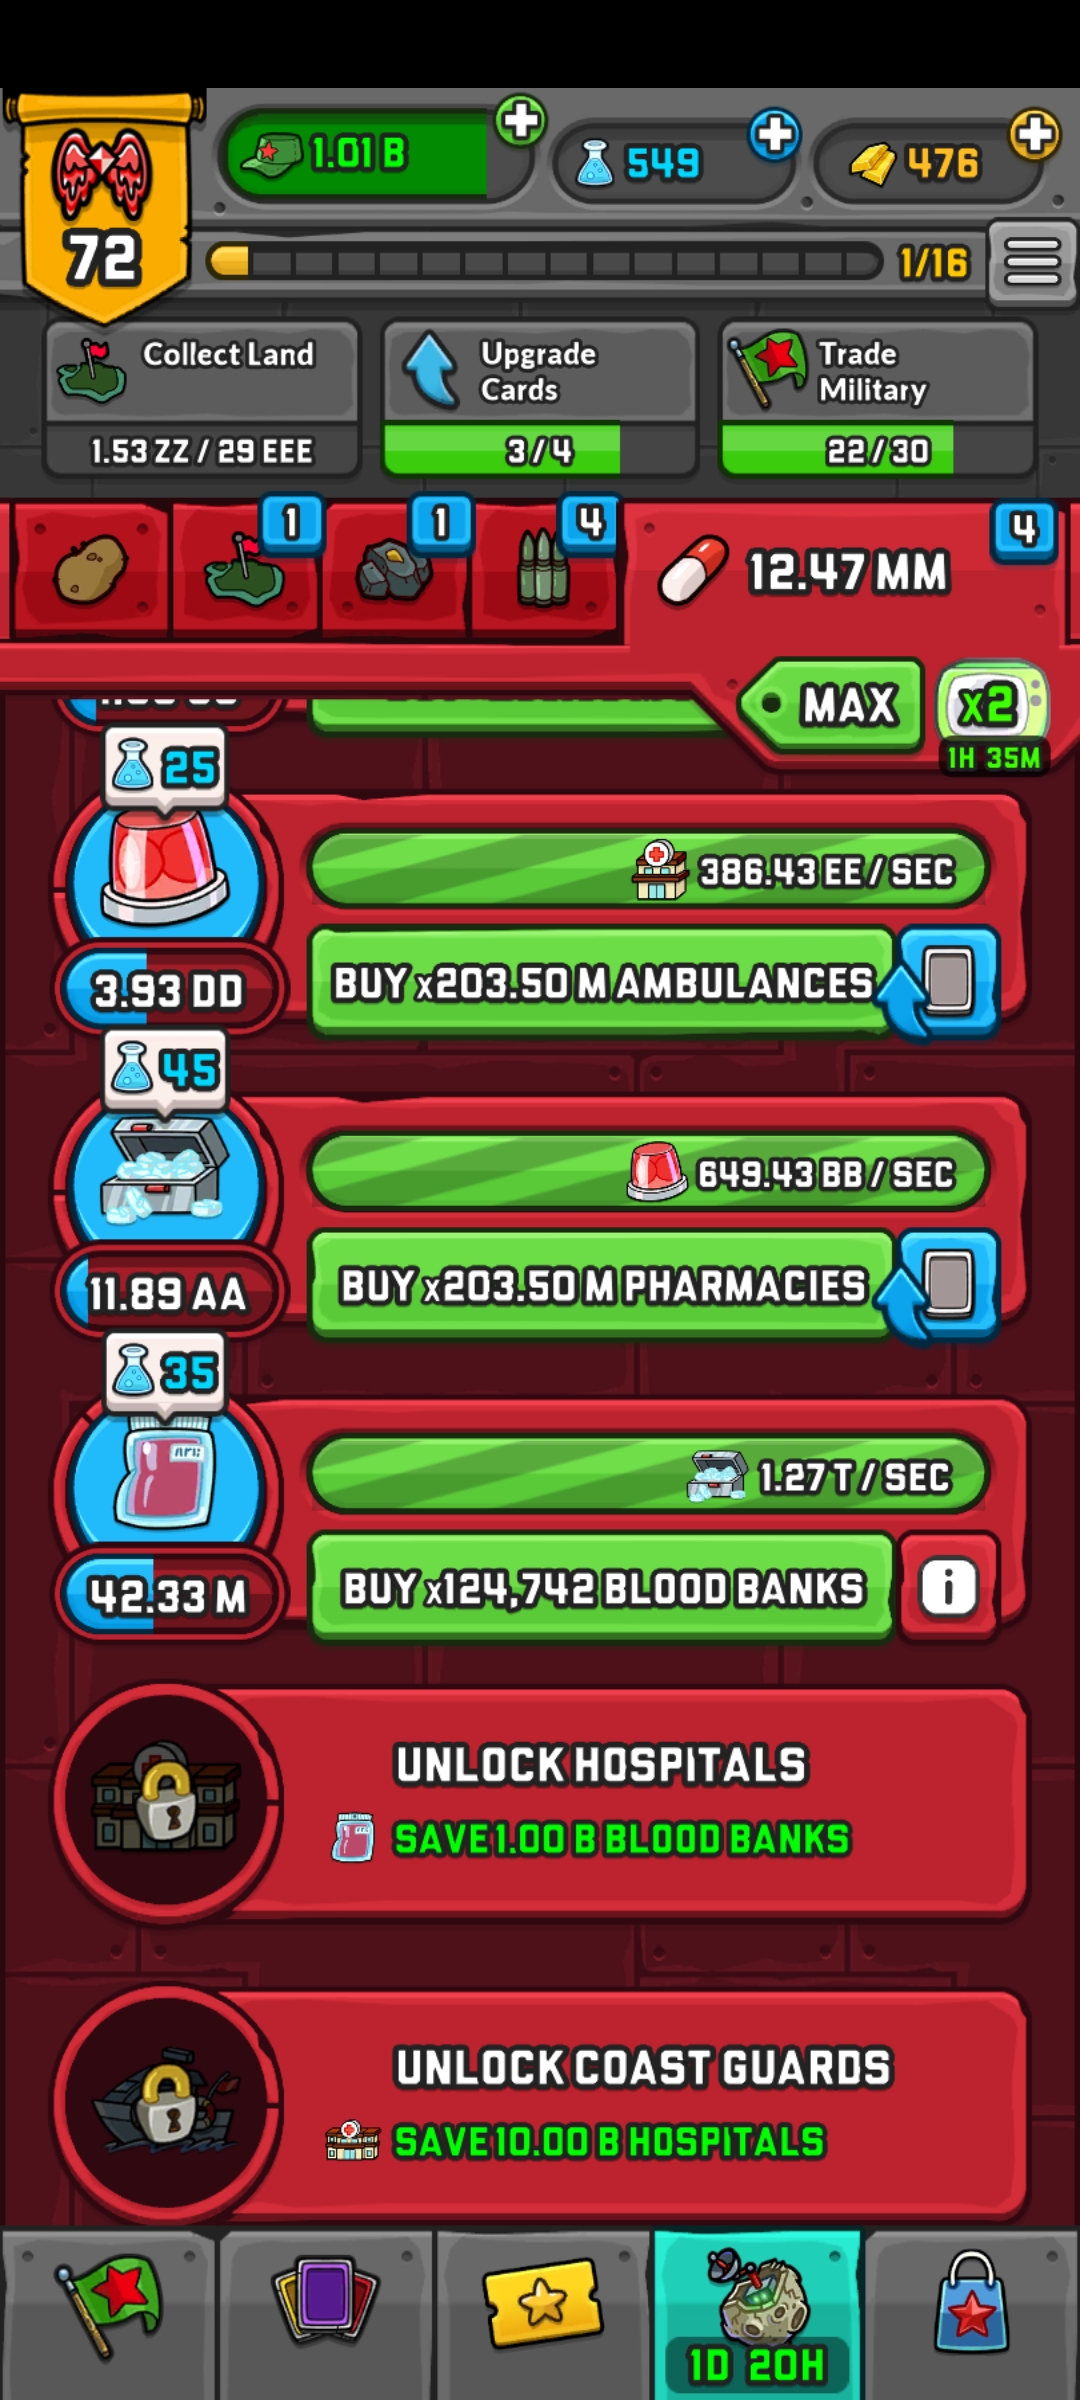 1.01 B
549
476
72
1/16
Collect Land
1.53 ZZ / 29 EEE
Upgrade
Cards
3/4
Trade
Military
22/30
1
1
4
12.47 MM
4
MAX
x2
1H 35M
25
386.43 EE / SEC
3.93 DD
BUY x203.50 M AMBULANCES
45
649.43 BB / SEC
11.89 AA
BUY x203.50 M PHARMACIES
35
1.27 T / SEC
42.33 M
BUY x124,742 BLOOD BANKS
i
UNLOCK HOSPITALS
SAVE 1.00 B BLOOD BANKS
UNLOCK COAST GUARDS
SAVE 10.00 B HOSPITALS
1D 20H